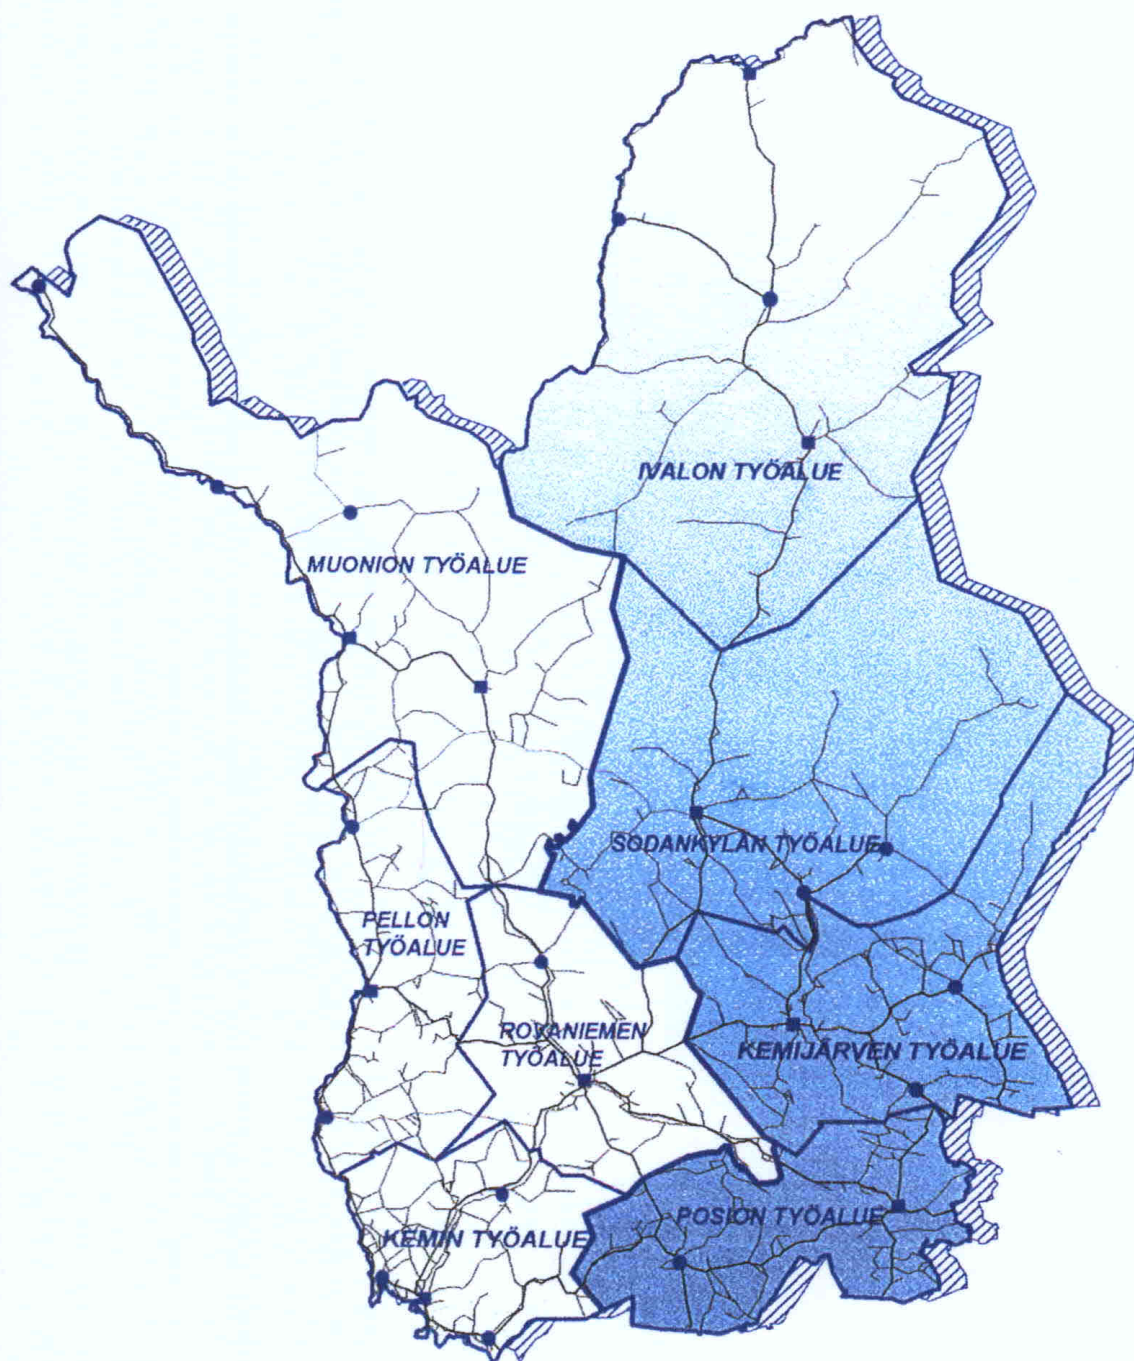 IVALON TYÖALUE
MUONION TYÖALUE
SODANKYLÄN TYÖALUE
PELLON
TYÖALUE
ROVANIEMEN
TYÖALUE
KEMIJÄRVEN TYÖALUE
POSION TYÖALUE
KEMIN TYÖALUE